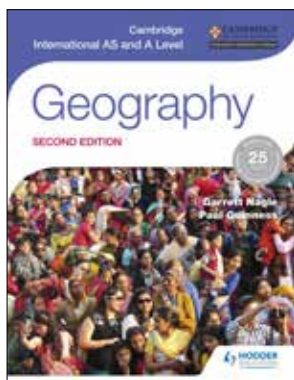 Cambridge
International AS and A Level
Geography
SECOND EDITION
25
Garrett Nagle
Paul Guinness
HODDER